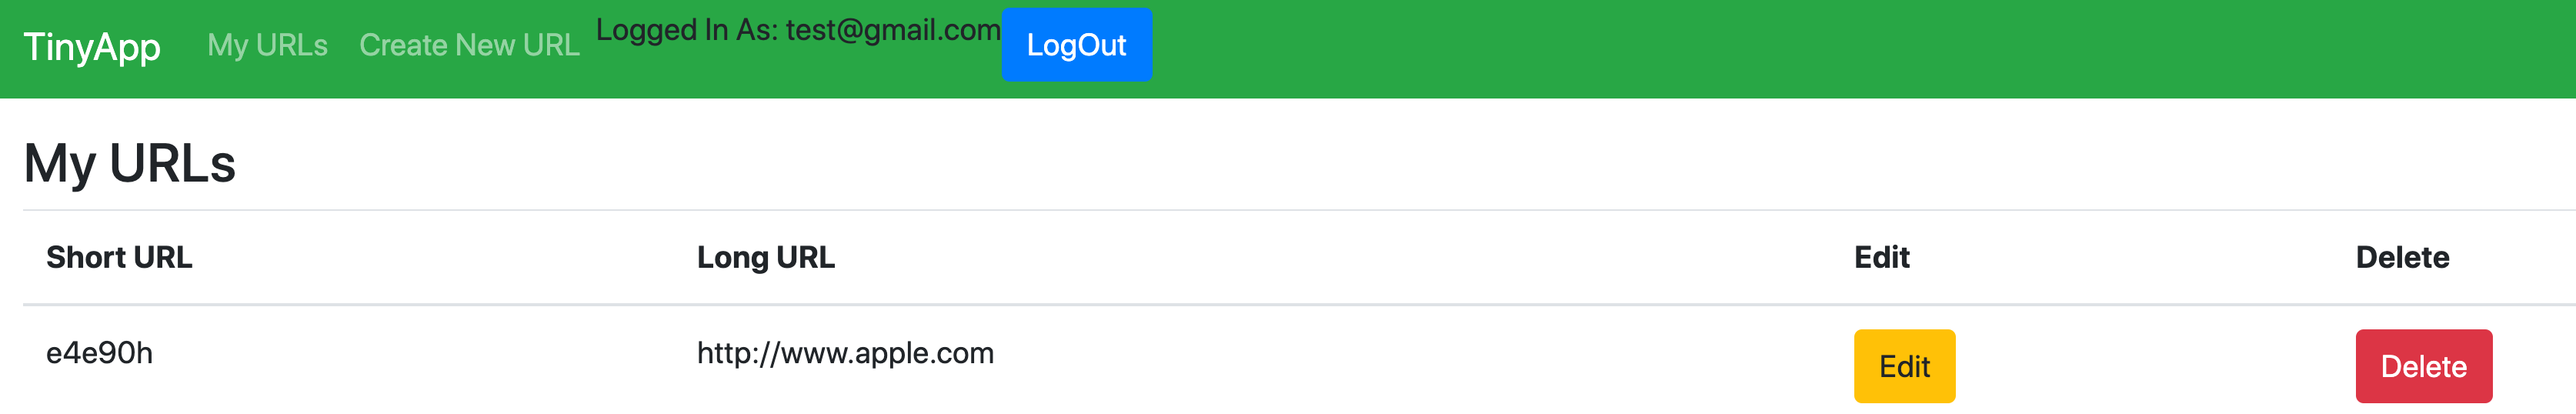 TinyApp My URLs Create New URL Logged In As: test@gmail.com LogOut
My URLs
Short URL Long URL Edit Delete
e4e90h http://www.apple.com Edit Delete